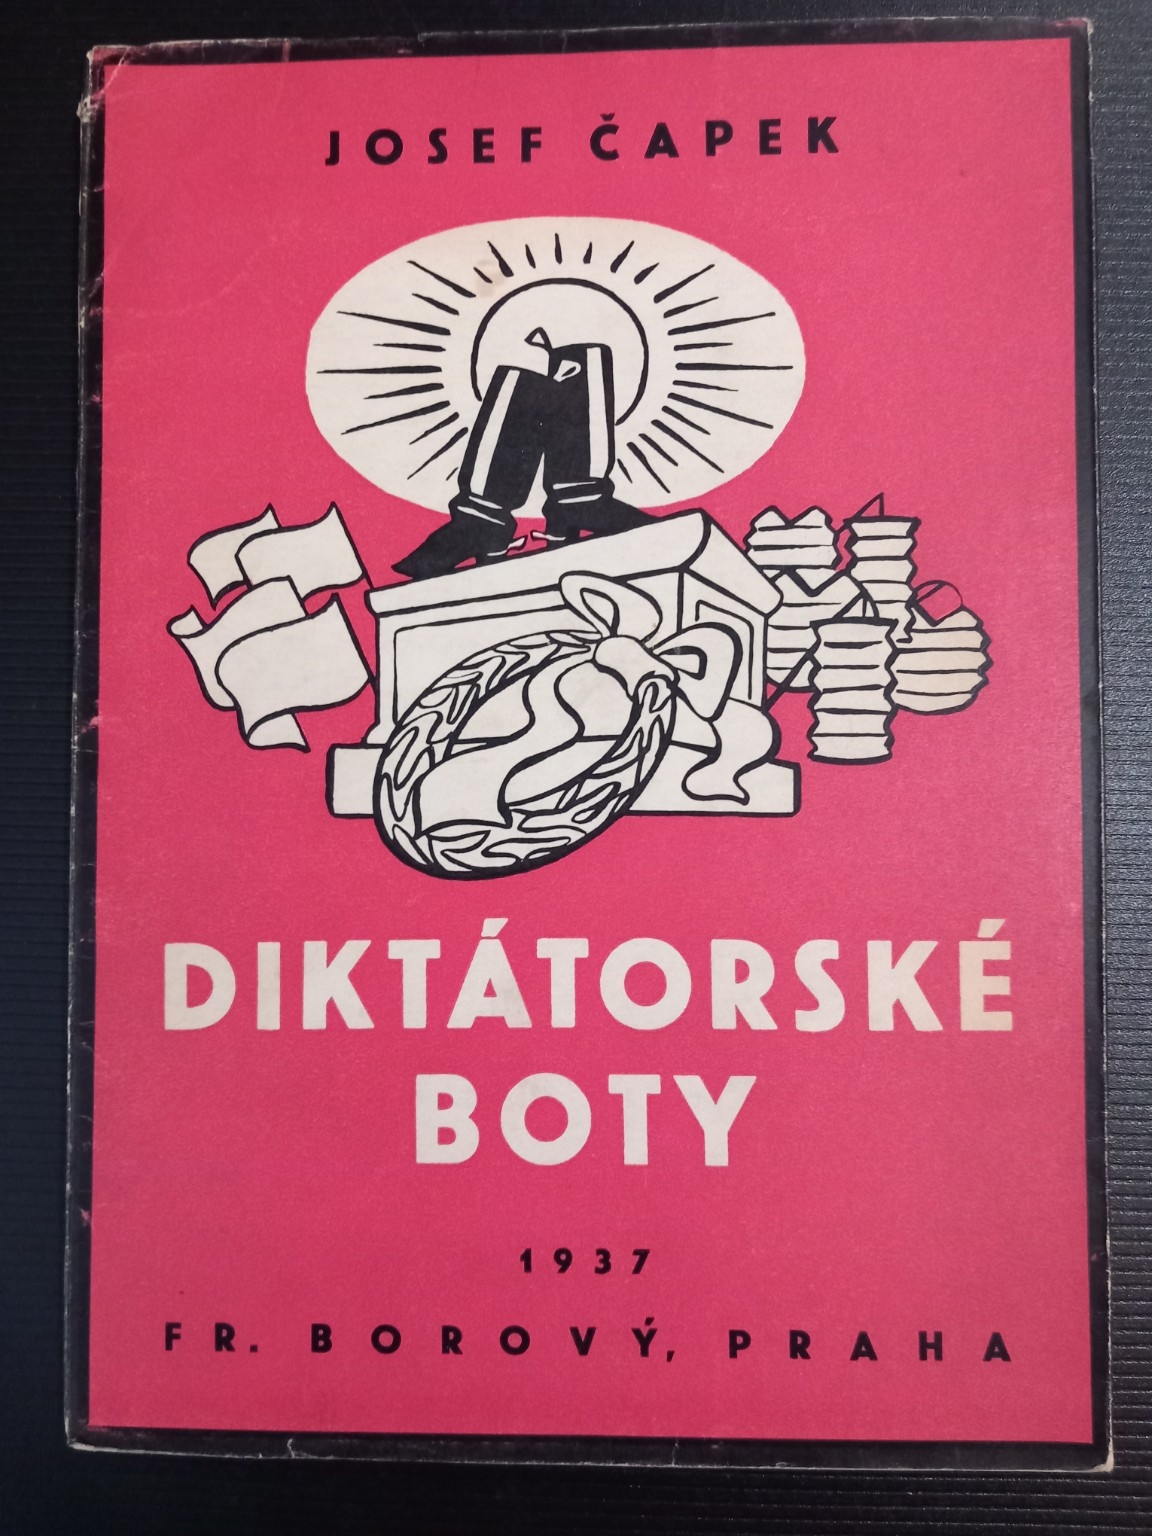 JOSEF ČAPEK
DIKTÁTORSKÉ
BOTY
1937
FR. BOROVÝ, PRAHA